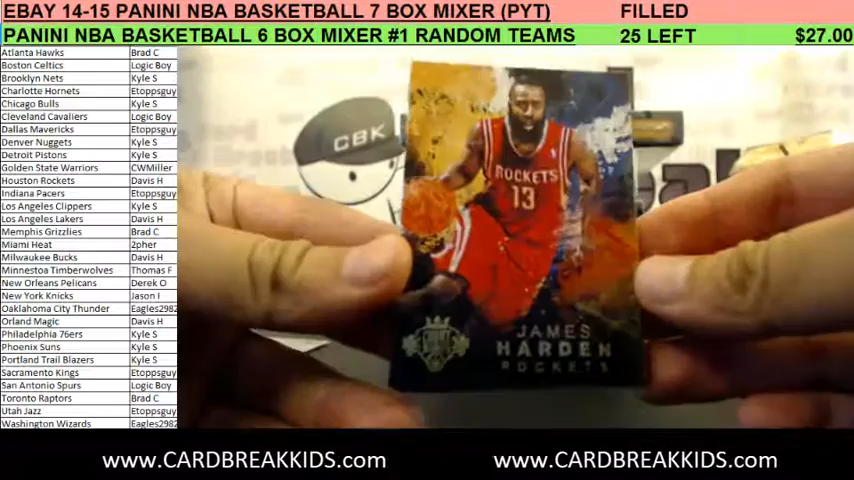 EBAY 14-15 PANINI NBA BASKETBALL 7 BOX MIXER (PYT) FILLED
PANINI NBA BASKETBALL 6 BOX MIXER #1 RANDOM TEAMS 25 LEFT $27.00
Atlanta Hawks Brad C
Boston Celtics Logic Boy
Brooklyn Nets Kyle S
Charlotte Hornets Etoppsguy
Chicago Bulls Kyle S
Cleveland Cavaliers Logic Boy
Dallas Mavericks Etoppsguy
Denver Nuggets Kyle S
Detroit Pistons Kyle S
Golden State Warriors CWMiller
Houston Rockets Davis H
Indiana Pacers Etoppsguy
Los Angeles Clippers Kyle S
Los Angeles Lakers Davis H
Memphis Grizzlies Brad C
Miami Heat 2pher
Milwaukee Bucks Davis H
Minnestoa Timberwolves Thomas F
New Orleans Pelicans Derek O
New York Knicks Jason I
Oaklahoma City Thunder Eagles2982
Orland Magic Davis H
Philadelphia 76ers Kyle S
Phoenix Suns Kyle S
Portland Trail Blazers Kyle S
Sacramento Kings Etoppsguy
San Antonio Spurs Logic Boy
Toronto Raptors Brad C
Utah Jazz Etoppsguy
Washington Wizards Eagles2982
CBK
ROCKETS
13
JAMES
HARDEN
ROCKETS
www.CARDBREAKKIDS.com www.CARDBREAKKIDS.com